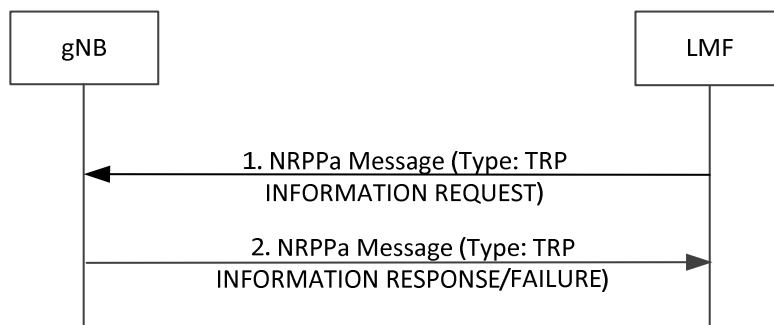 gNB
LMF
1. NRPPa Message (Type: TRP
INFORMATION REQUEST)
2. NRPPa Message (Type: TRP
INFORMATION RESPONSE/FAILURE)